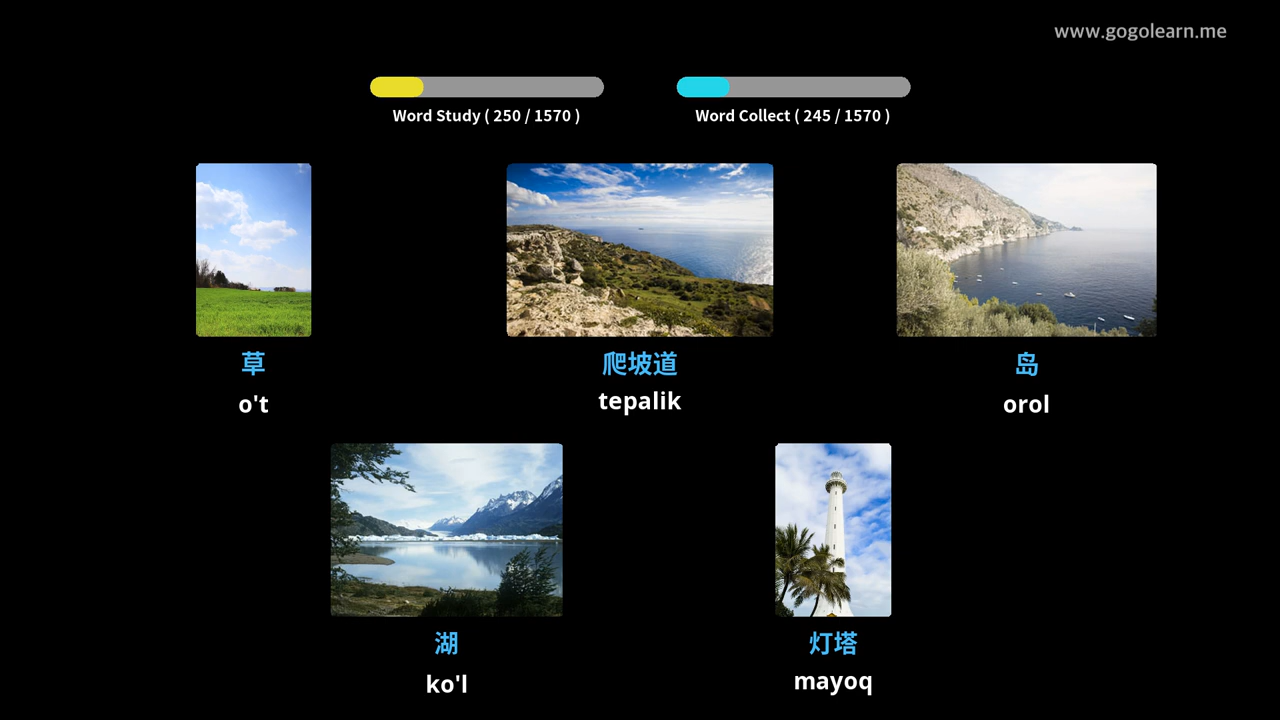 www.gogolearn.me
Word Study ( 250 / 1570 )
Word Collect ( 245 / 1570 )
草
o't
爬坡道
tepalik
岛
orol
湖
ko'l
灯塔
mayoq